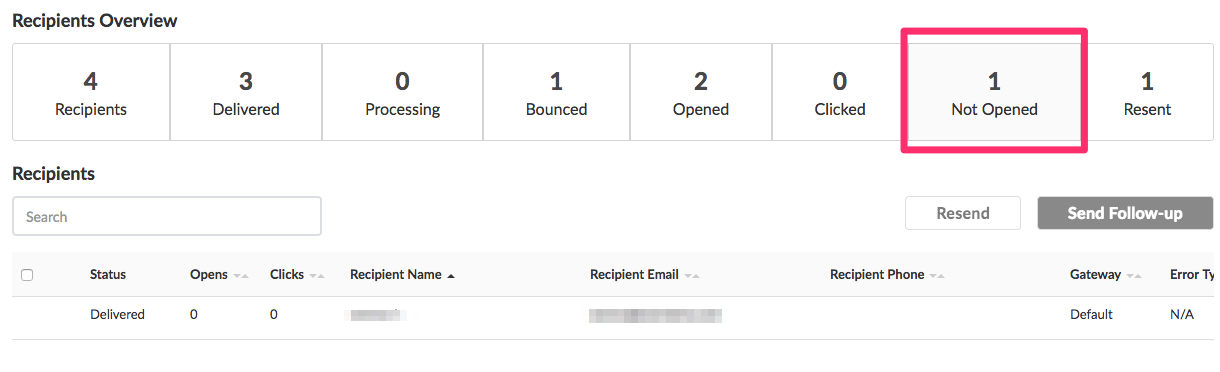 Recipients Overview
4 3 0 1 2 0 1 1
Recipients Delivered Processing Bounced Opened Clicked Not Opened Resent
Recipients
Search Resend Send Follow-up
Status Opens Clicks Recipient Name Recipient Email Recipient Phone Gateway Error Ty
Delivered 0 0 Default N/A